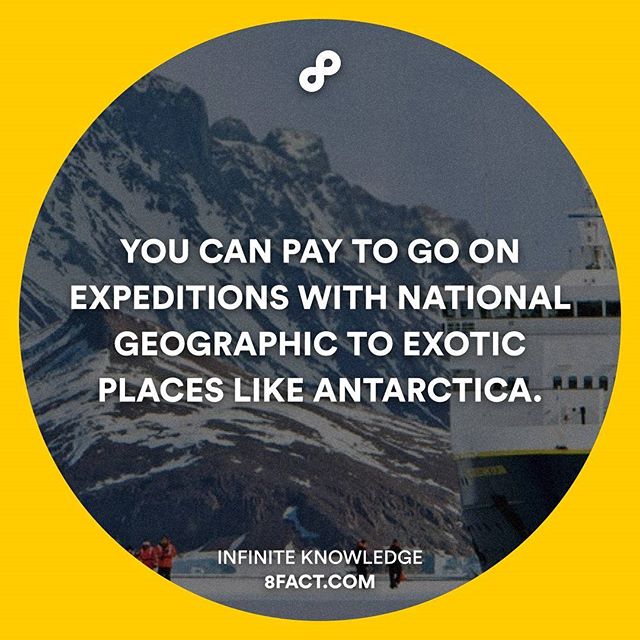 YOU CAN PAY TO GO ON
EXPEDITIONS WITH NATIONAL
GEOGRAPHIC TO EXOTIC
PLACES LIKE ANTARCTICA.
INFINITE KNOWLEDGE
8FACT.COM